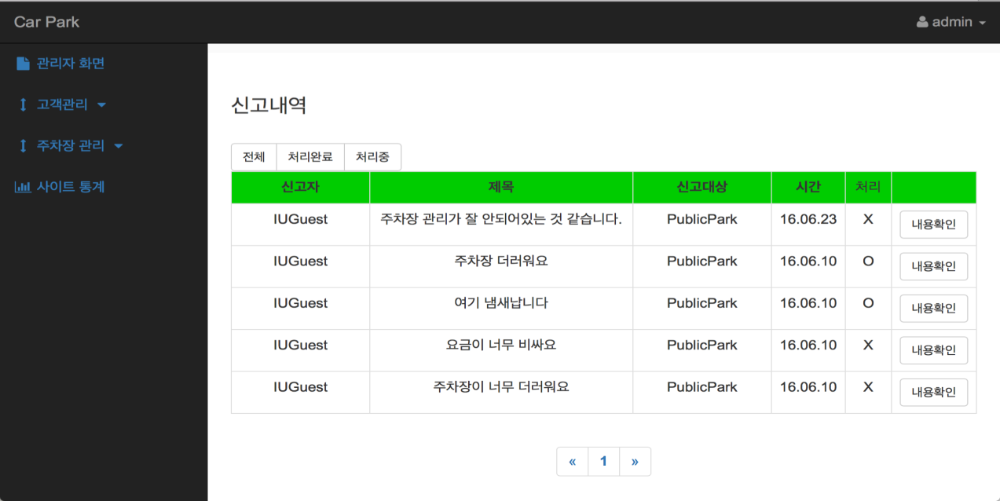 Car Park
admin
관리자 화면
고객관리
주차장 관리
사이트 통계
신고내역
전체 처리완료 처리중
신고자 제목 신고대상 시간 처리
IUGuest 주차장 관리가 잘 안되어있는 것 같습니다. PublicPark 16.06.23 X 내용확인
IUGuest 주차장 더러워요 PublicPark 16.06.10 O 내용확인
IUGuest 여기 냄새납니다 PublicPark 16.06.10 O 내용확인
IUGuest 요금이 너무 비싸요 PublicPark 16.06.10 X 내용확인
IUGuest 주차장이 너무 더러워요 PublicPark 16.06.10 X 내용확인
« 1 »